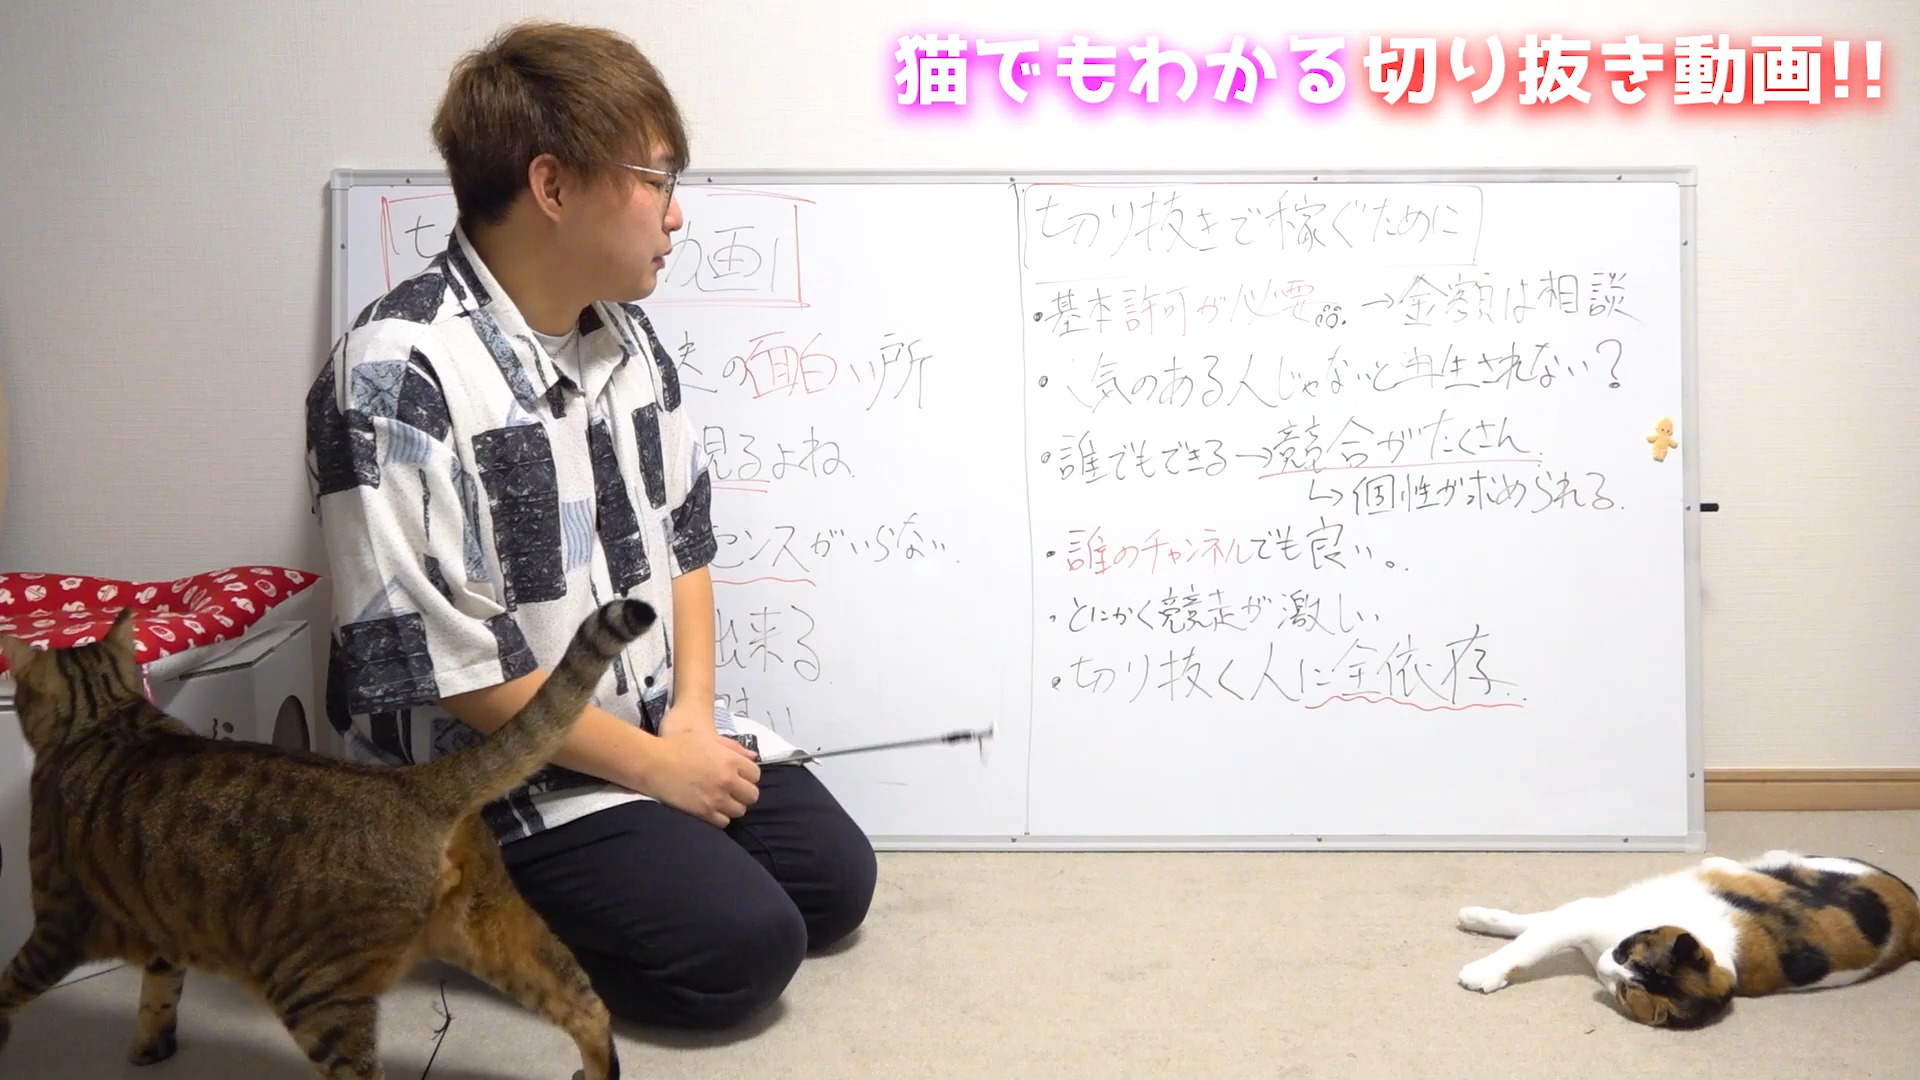 猫でもわかる切り抜き動画!!
画
の面白い所
見るよね
センスがいらない
出来る
切り抜きで稼ぐために
・基本許可が必要。→金額は相談
・人気のある人じゃないと再生されない?
・誰でもできる→競合がたくさん
↳個性が求められる.
・誰のチャンネルでも良い。
・とにかく競走が激しい
・切り抜く人に全依存.